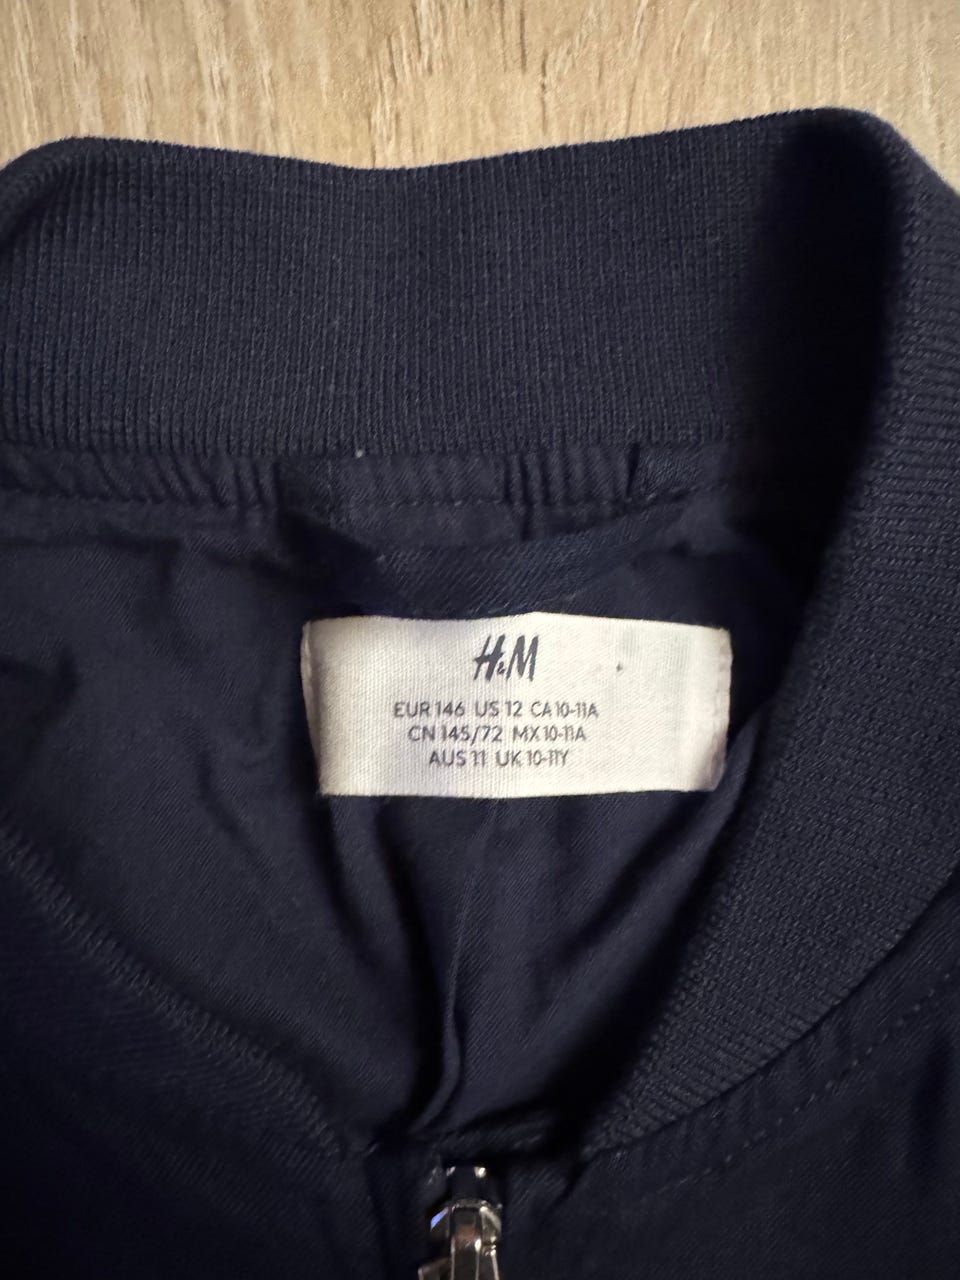 H&M
EUR 146 US 12 CA 10-11A
CN 145/72 MX 10-11A
AUS 11 UK 10-11Y